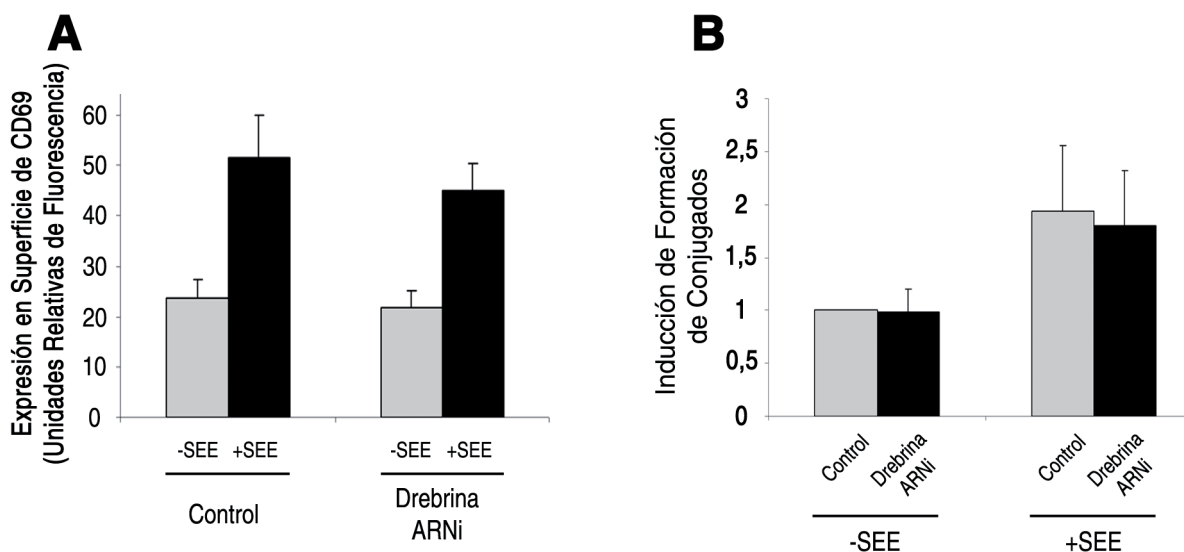 A
Expresión en Superficie de CD69
(Unidades Relativas de Fluorescencia)
60
50
40
30
20
10
0
-SEE +SEE
-SEE +SEE
Control
Drebrina
ARNi
B
Inducción de Formación
de Conjugados
3
2,5
2
1,5
1
0,5
0
Control
Drebrina
ARNi
Control
Drebrina
ARNi
-SEE
+SEE